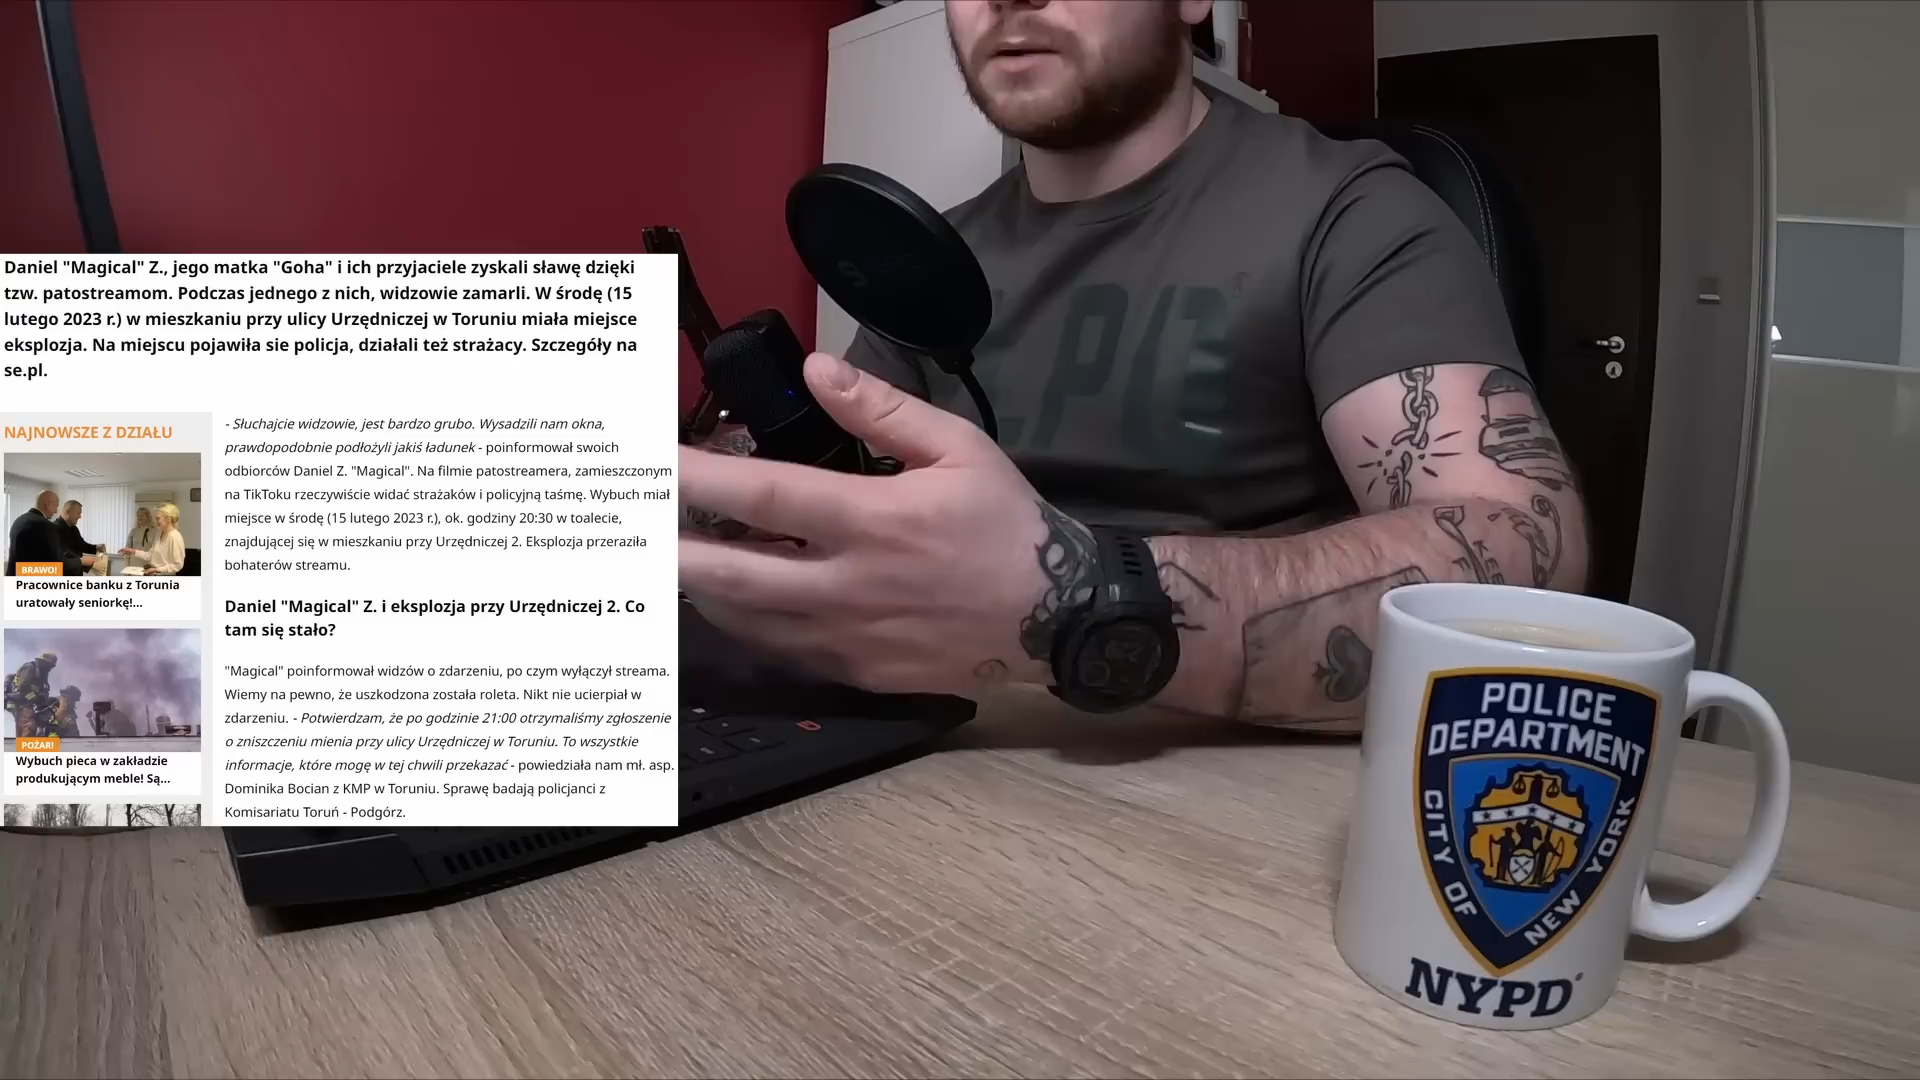 Daniel "Magical" Z., jego matka "Goha" i ich przyjaciele zyskali sławę dzięki
tzw. patostreamom. Podczas jednego z nich, widzowie zamarli. W środę (15
lutego 2023 r.) w mieszkaniu przy ulicy Urzędniczej w Toruniu miała miejsce
eksplozja. Na miejscu pojawiła sie policja, działali też strażacy. Szczegóły na
se.pl.
NAJNOWSZE Z DZIAŁU
BRAWO!
Pracownice banku z Torunia
uratowały seniorkę!...
POŻAR!
Wybuch pieca w zakładzie
produkującym meble! Są...
- Słuchajcie widzowie, jest bardzo grubo. Wysadzili nam okna,
prawdopodobnie podłożyli jakiś ładunek - poinformował swoich
odbiorców Daniel Z. "Magical". Na filmie patostreamera, zamieszczonym
na TikToku rzeczywiście widać strażaków i policyjną taśmę. Wybuch miał
miejsce w środę (15 lutego 2023 r.), ok. godziny 20:30 w toalecie,
znajdującej się w mieszkaniu przy Urzędniczej 2. Eksplozja przeraziła
bohaterów streamu.
Daniel "Magical" Z. i eksplozja przy Urzędniczej 2. Co
tam się stało?
"Magical" poinformował widzów o zdarzeniu, po czym wyłączył streama.
Wiemy na pewno, że uszkodzona została roleta. Nikt nie ucierpiał w
zdarzeniu. - Potwierdzam, że po godzinie 21:00 otrzymaliśmy zgłoszenie
o zniszczeniu mienia przy ulicy Urzędniczej w Toruniu. To wszystkie
informacje, które mogę w tej chwili przekazać - powiedziała nam mł. asp.
Dominika Bocian z KMP w Toruniu. Sprawę badają policjanci z
Komisariatu Toruń - Podgórz.
POLICE
DEPARTMENT
CITY OF
NEW YORK
NYPD